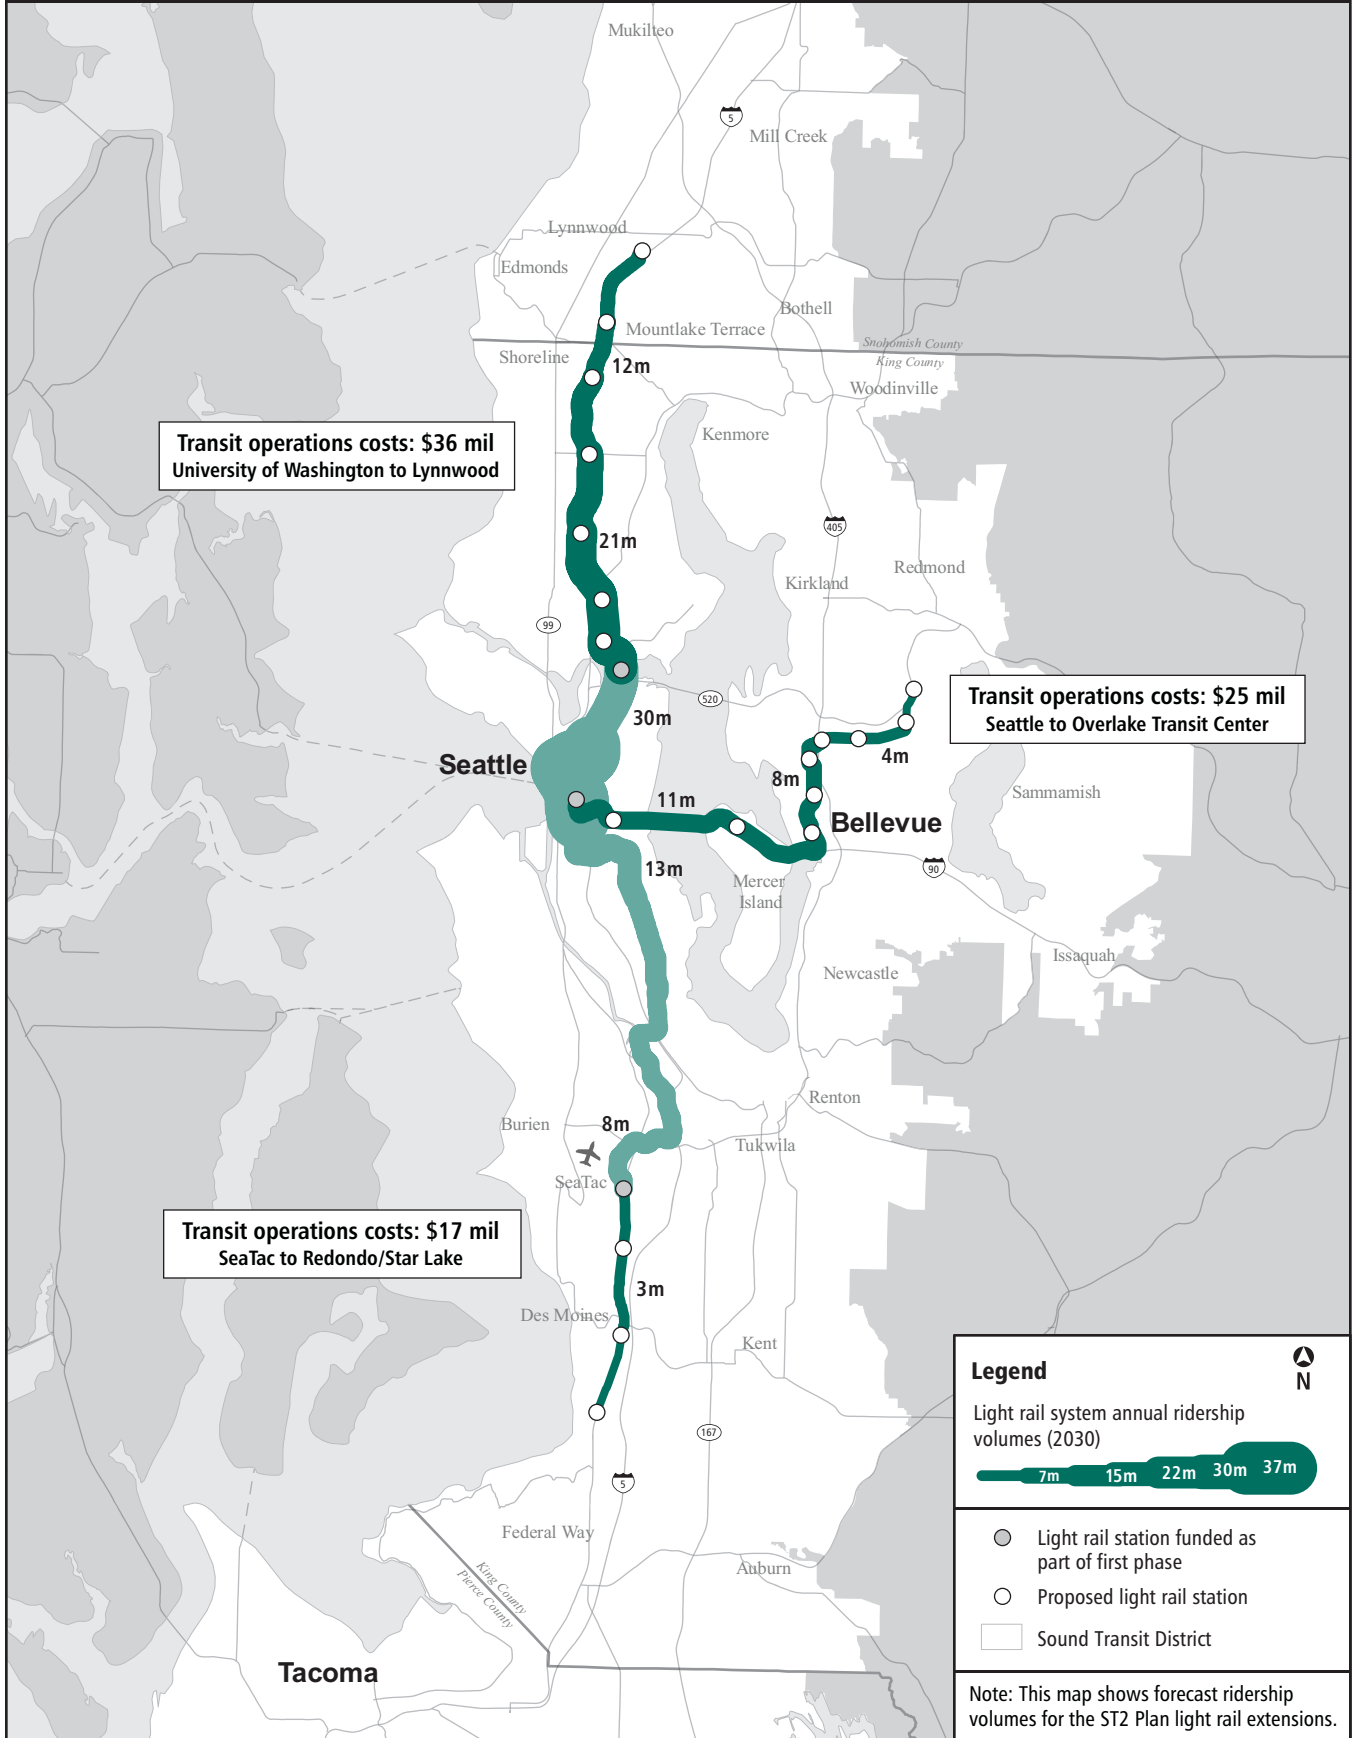 Mukilteo
5
Mill Creek
Lynnwood
Edmonds
Bothell
Mountlake Terrace
Snohomish County
King County
Shoreline
12m
Woodinville
Kenmore
Transit operations costs: $36 mil
University of Washington to Lynnwood
405
21m
Redmond
Kirkland
99
520
Transit operations costs: $25 mil
Seattle to Overlake Transit Center
30m
4m
Seattle
8m
11m
Sammamish
Bellevue
13m
90
Mercer
Island
Issaquah
Newcastle
Renton
Burien
8m
Tukwila
SeaTac
Transit operations costs: $17 mil
SeaTac to Redondo/Star Lake
3m
Des Moines
Kent
167
5
Federal Way
Auburn
King County
Pierce County
Tacoma
Legend
N
Light rail system annual ridership
volumes (2030)
7m 15m 22m 30m 37m
Light rail station funded as
part of first phase
Proposed light rail station
Sound Transit District
Note: This map shows forecast ridership
volumes for the ST2 Plan light rail extensions.